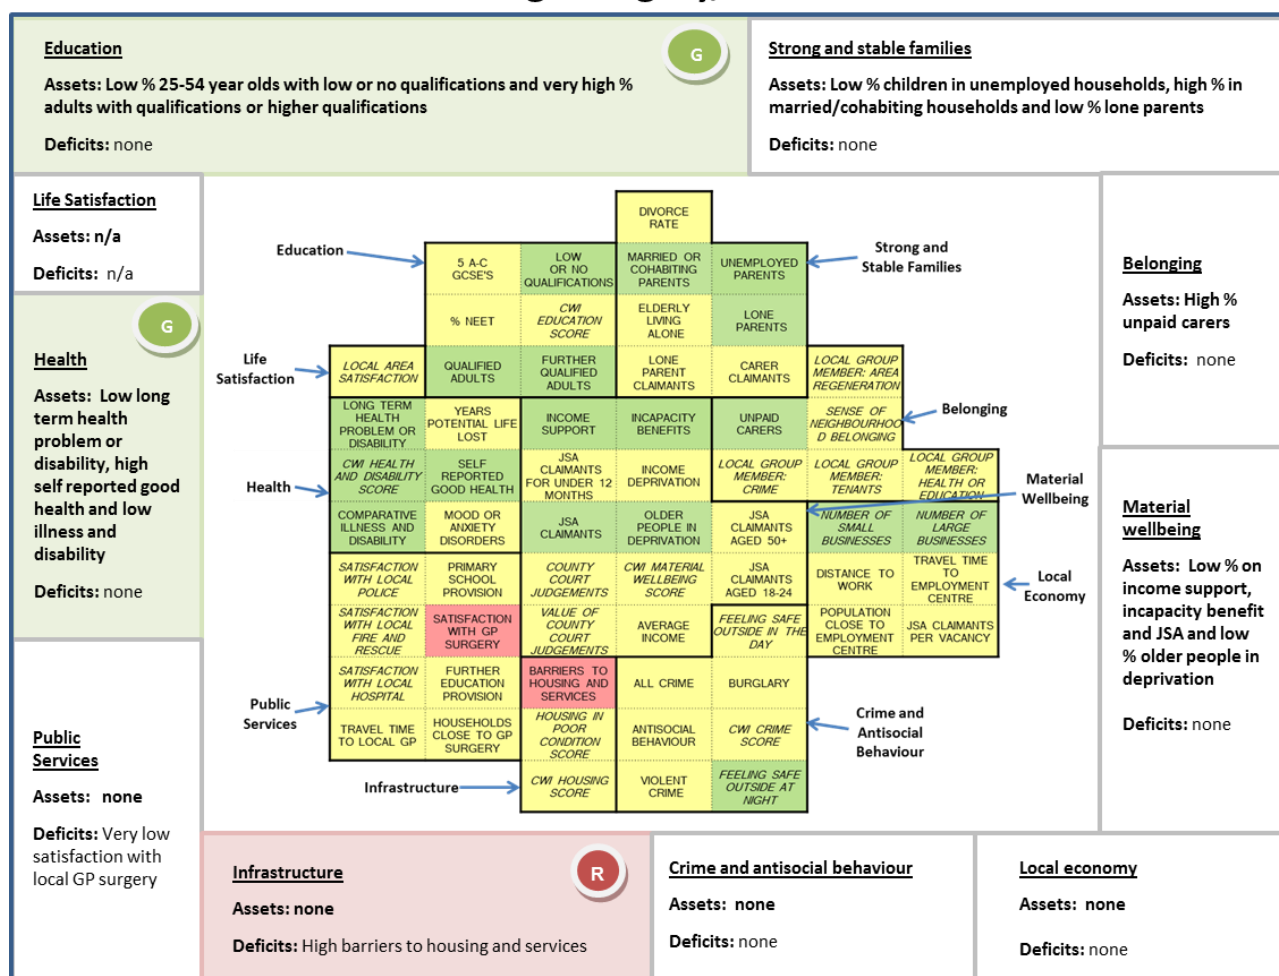 Education
G
Assets: Low % 25-54 year olds with low or no qualifications and very high %
adults with qualifications or higher qualifications
Deficits: none
Strong and stable families
Assets: Low % children in unemployed households, high % in
married/cohabiting households and low % lone parents
Deficits: none
Life Satisfaction
Assets: n/a
Deficits: n/a
G
Health
Assets: Low long
term health
problem or
disability, high
self reported good
health and low
illness and
disability
Deficits: none
Public
Services
Assets: none
Deficits: Very low
satisfaction with
local GP surgery
Education
Strong and
Stable Families
Life
Satisfaction
Belonging
Health
Material
Wellbeing
Local
Economy
Public
Services
Crime and
Antisocial
Behaviour
Infrastructure
DIVORCE
RATE
5 A-C
GCSE'S
LOW
OR NO
QUALIFICATIONS
MARRIED OR
COHABITING
PARENTS
UNEMPLOYED
PARENTS
% NEET
CWI
EDUCATION
SCORE
ELDERLY
LIVING
ALONE
LONE
PARENTS
LOCAL AREA
SATISFACTION
QUALIFIED
ADULTS
FURTHER
QUALIFIED
ADULTS
LONE
PARENT
CLAIMANTS
CARER
CLAIMANTS
LOCAL GROUP
MEMBER: AREA
REGENERATION
LONG TERM
HEALTH
PROBLEM OR
DISABILITY
YEARS
POTENTIAL LIFE
LOST
INCOME
SUPPORT
INCAPACITY
BENEFITS
UNPAID
CARERS
SENSE OF
NEIGHBOURHOO
D BELONGING
CWI HEALTH
AND DISABILITY
SCORE
SELF
REPORTED
GOOD HEALTH
JSA
CLAIMANTS
FOR UNDER 12
MONTHS
INCOME
DEPRIVATION
LOCAL GROUP
MEMBER: CRIME
LOCAL GROUP
MEMBER:
TENANTS
LOCAL GROUP
MEMBER:
HEALTH OR
EDUCATION
COMPARATIVE
ILLNESS AND
DISABILITY
MOOD OR
ANXIETY
DISORDERS
JSA
CLAIMANTS
OLDER
PEOPLE IN
DEPRIVATION
JSA
CLAIMANTS
AGED 50+
NUMBER OF
SMALL
BUSINESSES
NUMBER OF
LARGE
BUSINESSES
SATISFACTION
WITH LOCAL
POLICE
PRIMARY
SCHOOL
PROVISION
COUNTY
COURT
JUDGEMENTS
CWI MATERIAL
WELLBEING
SCORE
JSA
CLAIMANTS
AGED 18-24
DISTANCE TO
WORK
TRAVEL TIME
TO
EMPLOYMENT
CENTRE
SATISFACTION
WITH LOCAL
FIRE AND
RESCUE
SATISFACTION
WITH GP
SURGERY
VALUE OF
COUNTY
COURT
JUDGEMENTS
AVERAGE
INCOME
FEELING SAFE
OUTSIDE IN THE
DAY
POPULATION
CLOSE TO
EMPLOYMENT
CENTRE
JSA CLAIMANTS
PER VACANCY
SATISFACTION
WITH LOCAL
HOSPITAL
FURTHER
EDUCATION
PROVISION
BARRIERS TO
HOUSING AND
SERVICES
ALL CRIME
BURGLARY
TRAVEL TIME
TO LOCAL GP
HOUSEHOLDS
CLOSE TO GP
SURGERY
HOUSING IN
POOR
CONDITION
SCORE
ANTISOCIAL
BEHAVIOUR
CWI CRIME
SCORE
CWI HOUSING
SCORE
VIOLENT
CRIME
FEELING SAFE
OUTSIDE AT
NIGHT
Belonging
Assets: High %
unpaid carers
Deficits: none
Material
wellbeing
Assets: Low % on
income support,
incapacity benefit
and JSA and low
% older people in
deprivation
Deficits: none
Infrastructure
R
Assets: none
Deficits: High barriers to housing and services
Crime and antisocial behaviour
Assets: none
Deficits: none
Local economy
Assets: none
Deficits: none